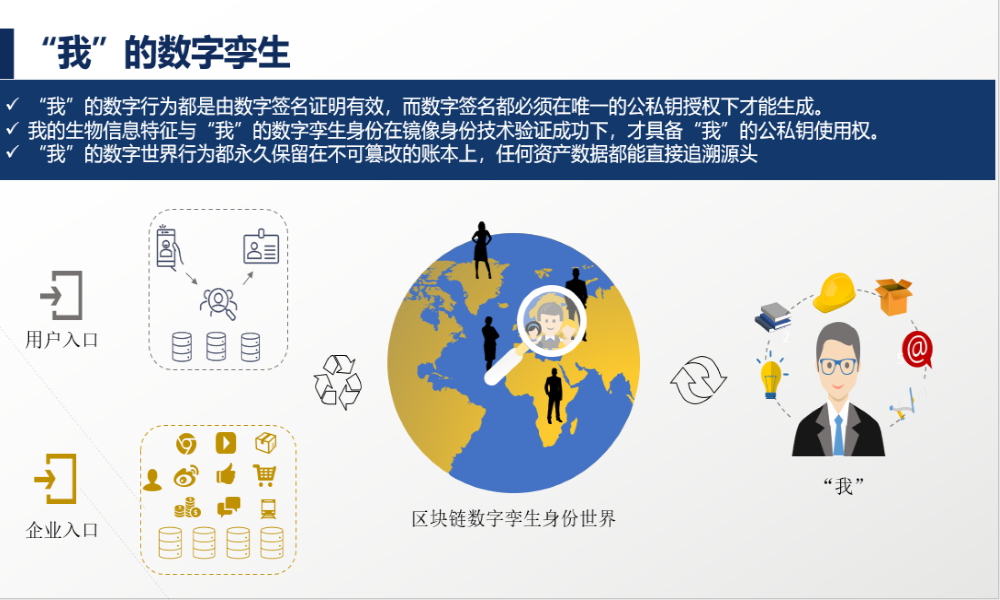 “我”的数字孪生
✓ “我”的数字行为都是由数字签名证明有效，而数字签名都必须在唯一的公私钥授权下才能生成。
✓ 我的生物信息特征与“我”的数字孪生身份在镜像身份技术验证成功下，才具备“我”的公私钥使用权。
✓ “我”的数字世界行为都永久保留在不可篡改的账本上，任何资产数据都能直接追溯源头
用户入口
企业入口
区块链数字孪生身份世界
@
“我”